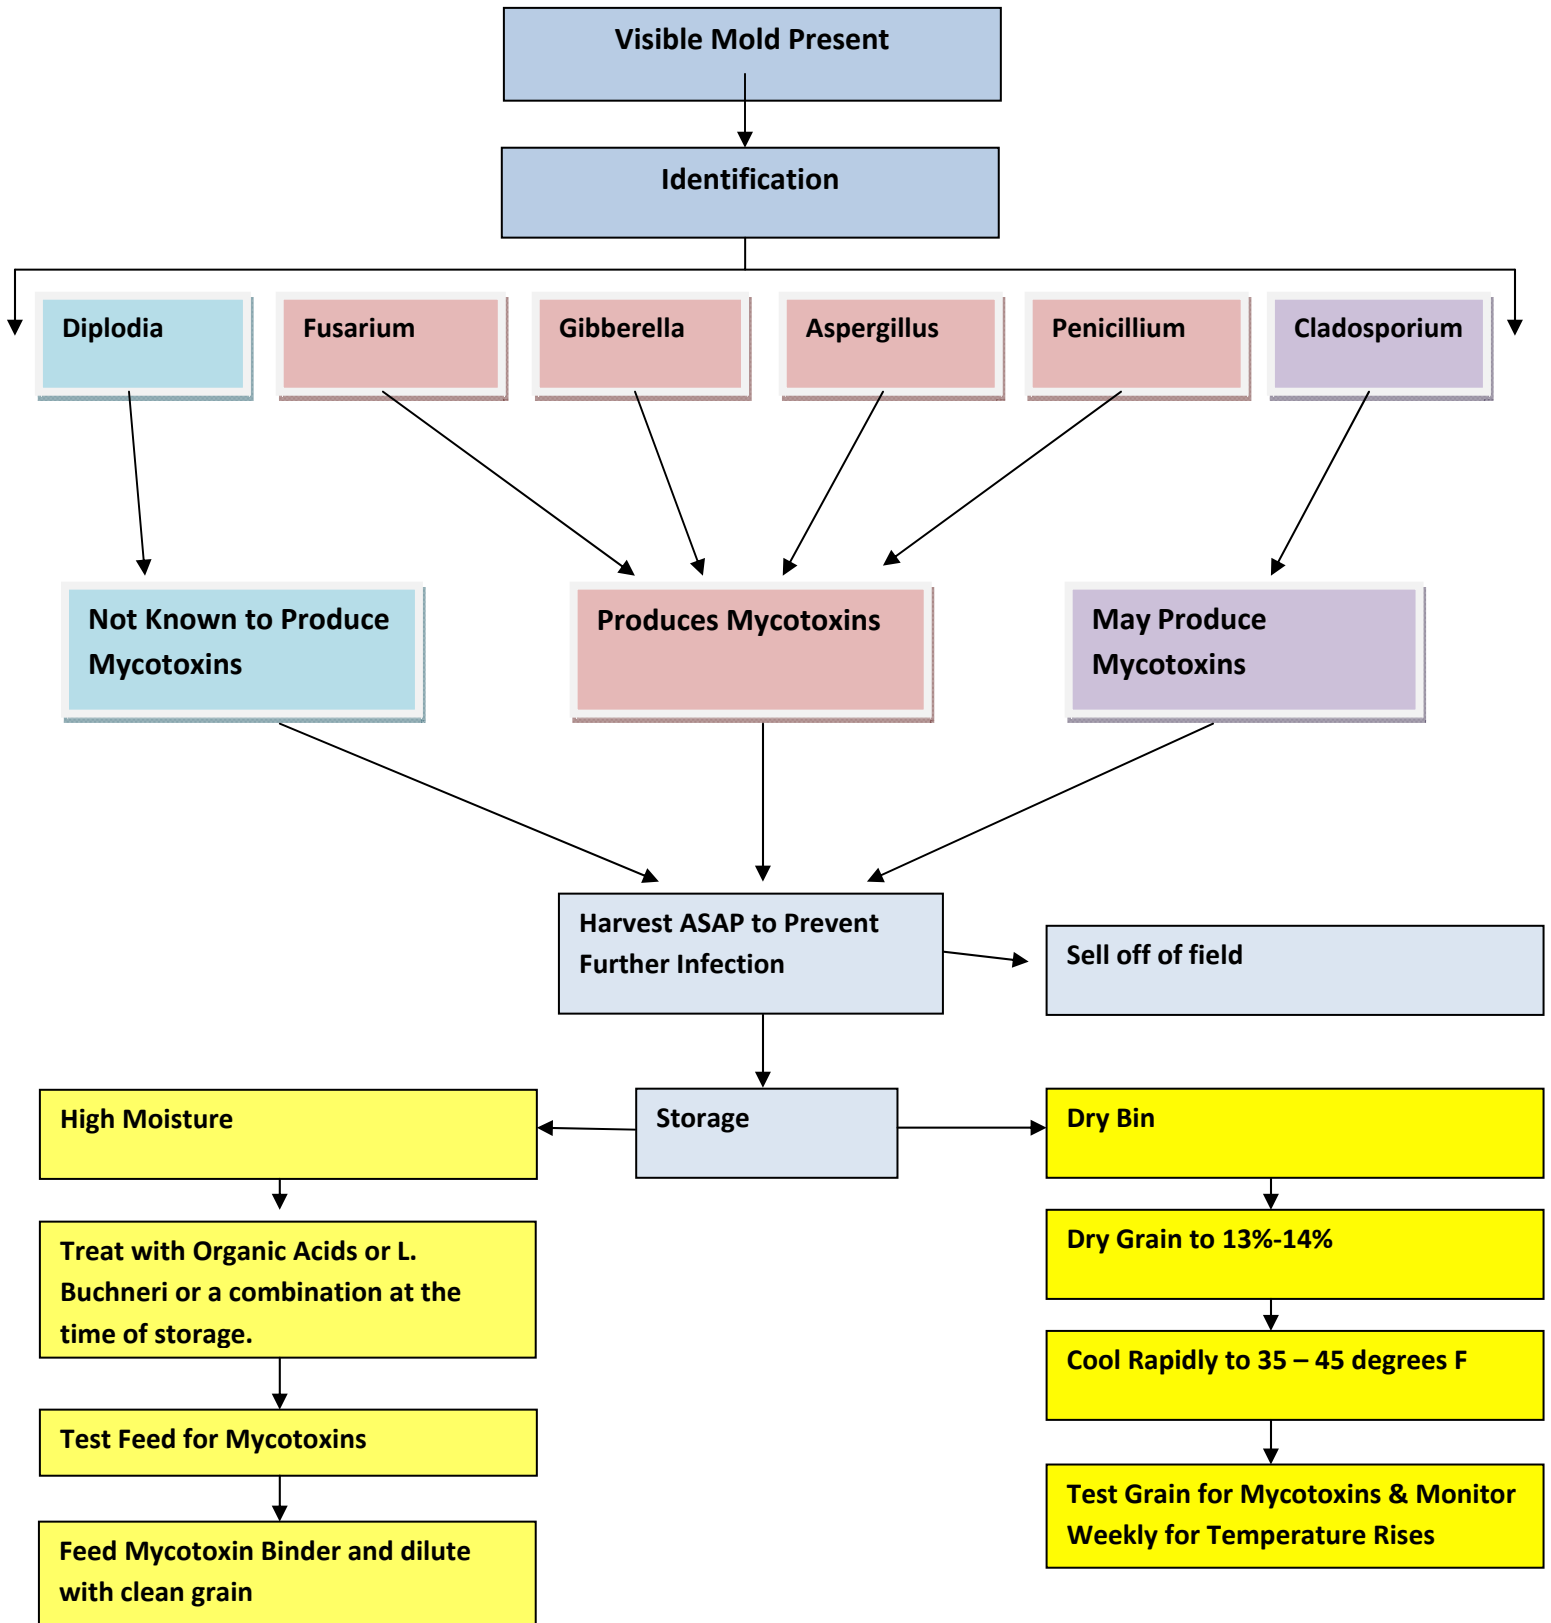 Visible Mold Present
Identification
Diplodia
Fusarium
Gibberella
Aspergillus
Penicillium
Cladosporium
Not Known to Produce
Mycotoxins
Produces Mycotoxins
May Produce
Mycotoxins
Harvest ASAP to Prevent
Further Infection
Sell off of field
Storage
High Moisture
Treat with Organic Acids or L.
Buchneri or a combination at the
time of storage.
Test Feed for Mycotoxins
Feed Mycotoxin Binder and dilute
with clean grain
Dry Bin
Dry Grain to 13%-14%
Cool Rapidly to 35 – 45 degrees F
Test Grain for Mycotoxins & Monitor
Weekly for Temperature Rises